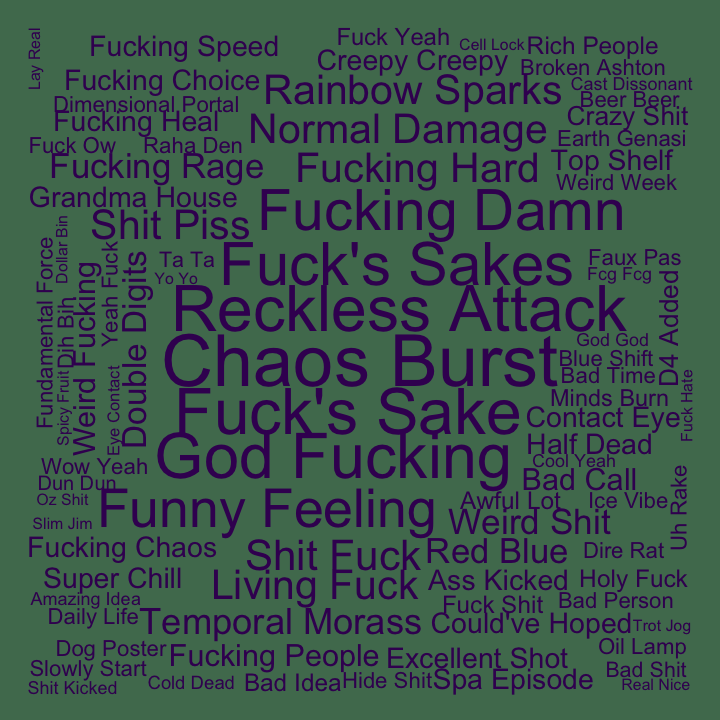 Lay Real
Fucking Speed
Fuck Yeah
Cell Lock
Rich People
Creepy Creepy
Broken Ashton
Fucking Choice
Rainbow Sparks
Cast Dissonant
Beer Beer
Dimensional Portal
Fucking Heal
Normal Damage
Crazy Shit
Earth Genasi
Fuck Ow
Raha Den
Fucking Rage
Fucking Hard
Top Shelf
Weird Week
Grandma House
Shit Piss
Fucking Damn
Fundamental Force
Dollar Bin
Yeah Fuck
Ta Ta
Fuck's Sakes
Faux Pas
Yo Yo
Fcg Fcg
Dih Bih
Weird Fucking
Double Digits
Reckless Attack
D4 Added
God God
Chaos Burst
Blue Shift
Bad Time
Spicy Fruit
Eye Contact
Fuck's Sake
Minds Burn
Contact Eye
Fuck Hate
God Fucking
Half Dead
Wow Yeah
Cool Yeah
Bad Call
Dun Dun
Oz Shit
Funny Feeling
Awful Lot
Ice Vibe
Uh Rake
Slim Jim
Weird Shit
Fucking Chaos
Shit Fuck
Red Blue
Dire Rat
Super Chill
Living Fuck
Ass Kicked
Holy Fuck
Amazing Idea
Fuck Shit
Bad Person
Daily Life
Temporal Morass
Could've Hoped
Trot Jog
Dog Poster
Fucking People
Excellent Shot
Oil Lamp
Slowly Start
Bad Shit
Shit Kicked
Cold Dead
Bad Idea
Hide Shit
Spa Episode
Real Nice